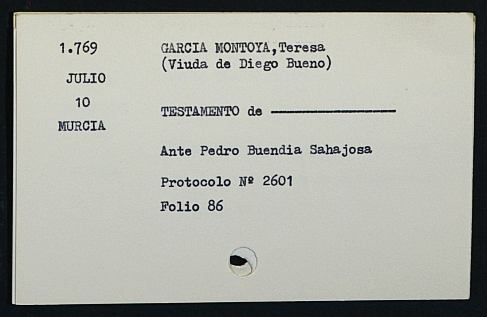 1.769
JULIO
10
MURCIA
GARCIA MONTOYA,Teresa
(Viuda de Diego Bueno)
TESTAMENTO de ————————
Ante Pedro Buendia Sahajosa
Protocolo Nº 2601
Folio 86